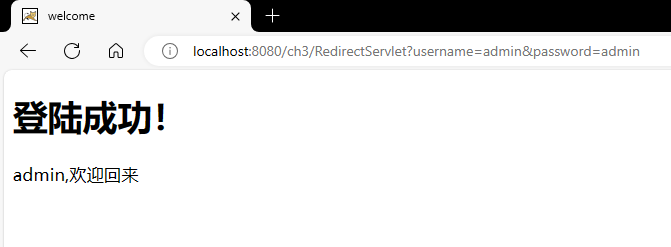 welcome
localhost:8080/ch3/RedirectServlet?username=admin&password=admin
登陆成功！
admin,欢迎回来